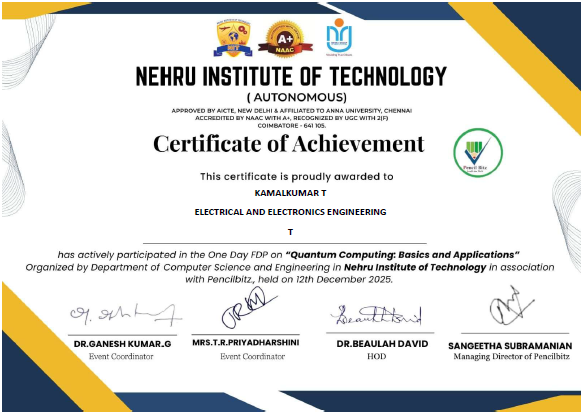 NIT
A+
NAAC
NEHRU INSTITUTE OF TECHNOLOGY
( AUTONOMOUS)
APPROVED BY AICTE, NEW DELHI & AFFILIATED TO ANNA UNIVERSITY, CHENNAI
ACCREDITED BY NAAC WITH A+, RECOGNIZED BY UGC WITH 2(F)
COIMBATORE - 641 105.
Certificate of Achievement
Pencil Bitz
This certificate is proudly awarded to
KAMALKUMAR T
ELECTRICAL AND ELECTRONICS ENGINEERING
T
has actively participated in the One Day FDP on “Quantum Computing: Basics and Applications”
Organized by Department of Computer Science and Engineering in Nehru Institute of Technology in association
with Pencilbitz., held on 12th December 2025.
DR.GANESH KUMAR.G
Event Coordinator
MRS.T.R.PRIYADHARSHINI
Event Coordinator
DR.BEAULAH DAVID
HOD
SANGEETHA SUBRAMANIAN
Managing Director of Pencilbitz